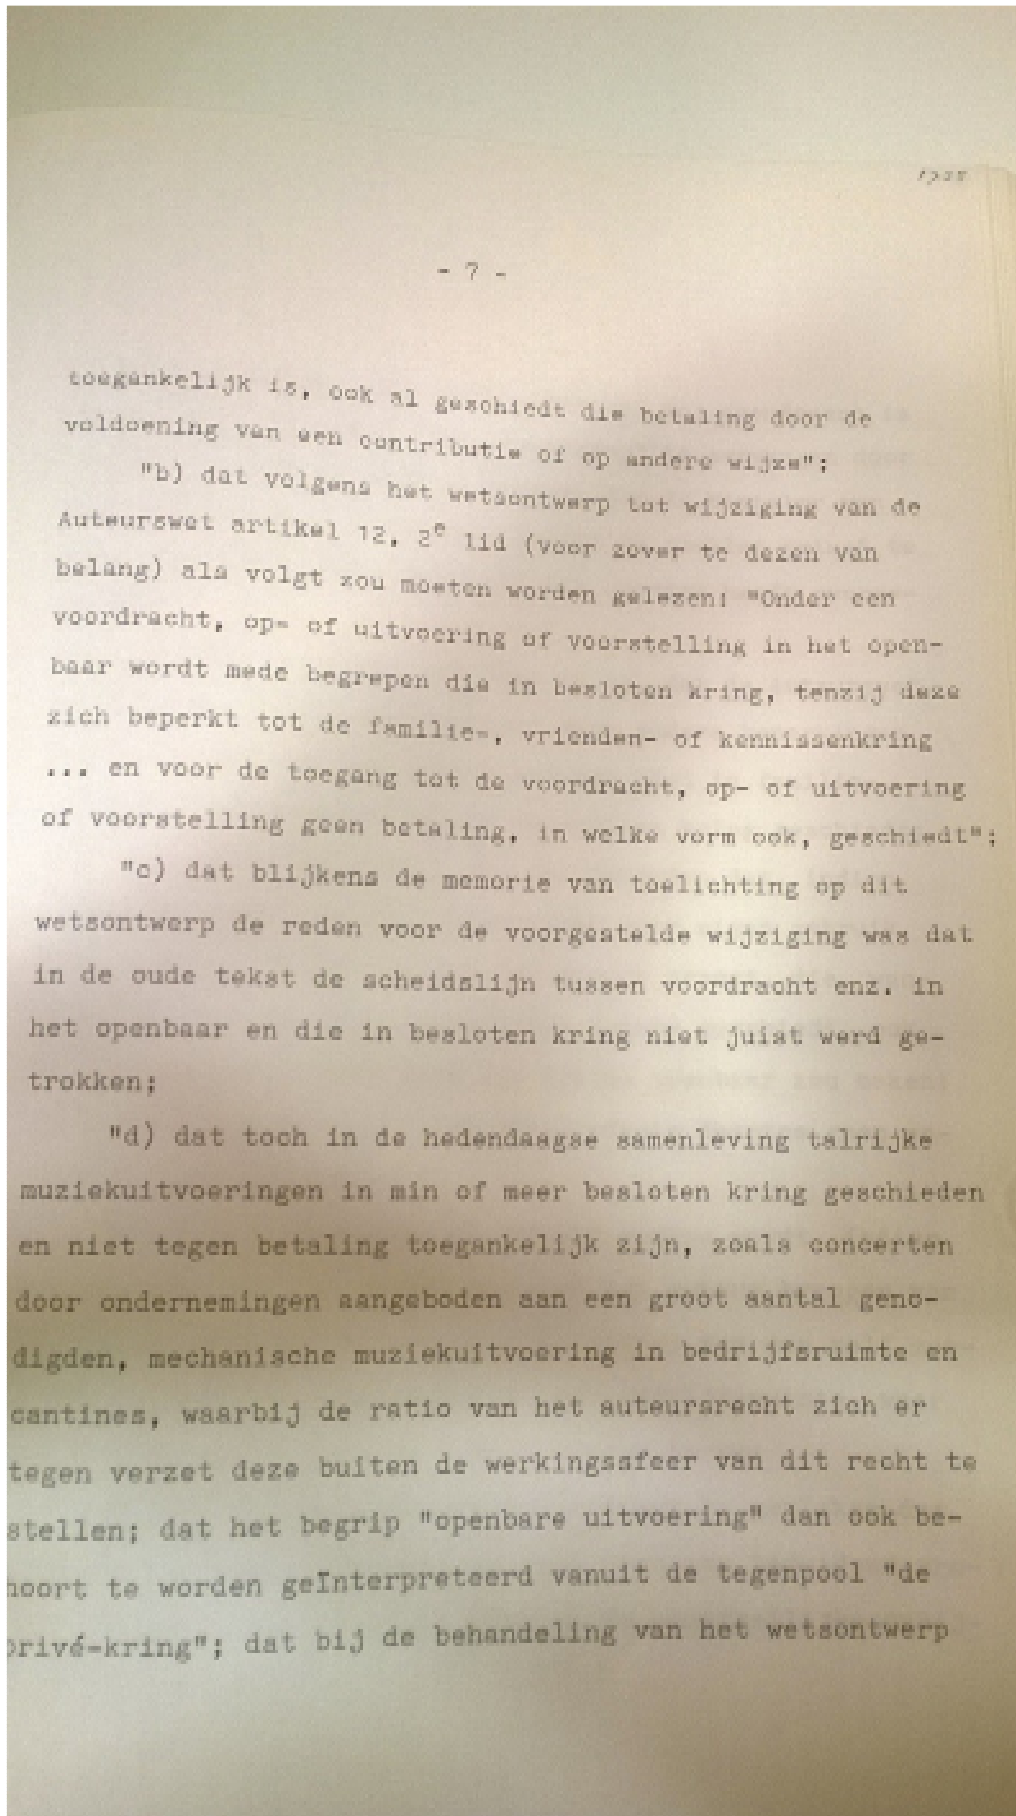 - 7 -
toegankelijk is, ook al geschiedt die betaling door de
voldoening van een contributie of op andere wijze";
"b) dat volgens het wetsontwerp tot wijziging van de
Auteurswet artikel 12, 2e lid (voor zover te dezen van
belang) als volgt zou moeten worden gelezen: "Onder een
voordracht, op- of uitvoering of voorstelling in het open-
baar wordt mede begrepen die in besloten kring, tenzij deze
zich beperkt tot de familie-, vrienden- of kennissenkring
... en voor de toegang tot de voordracht, op- of uitvoering
of voorstelling geen betaling, in welke vorm ook, geschiedt";
"c) dat blijkens de memorie van toelichting op dit
wetsontwerp de reden voor de voorgestelde wijziging was dat
in de oude tekst de scheidslijn tussen voordracht enz. in
het openbaar en die in besloten kring niet juist werd ge-
trokken;
"d) dat toch in de hedendaagse samenleving talrijke
muziekuitvoeringen in min of meer besloten kring geschieden
en niet tegen betaling toegankelijk zijn, zoals concerten
door ondernemingen aangeboden aan een groot aantal geno-
digden, mechanische muziekuitvoering in bedrijfsruimte en
cantines, waarbij de ratio van het auteursrecht zich er
tegen verzet deze buiten de werkingssfeer van dit recht te
stellen; dat het begrip "openbare uitvoering" dan ook be-
hoort te worden geïnterpreteerd vanuit de tegenpool "de
privé-kring"; dat bij de behandeling van het wetsontwerp